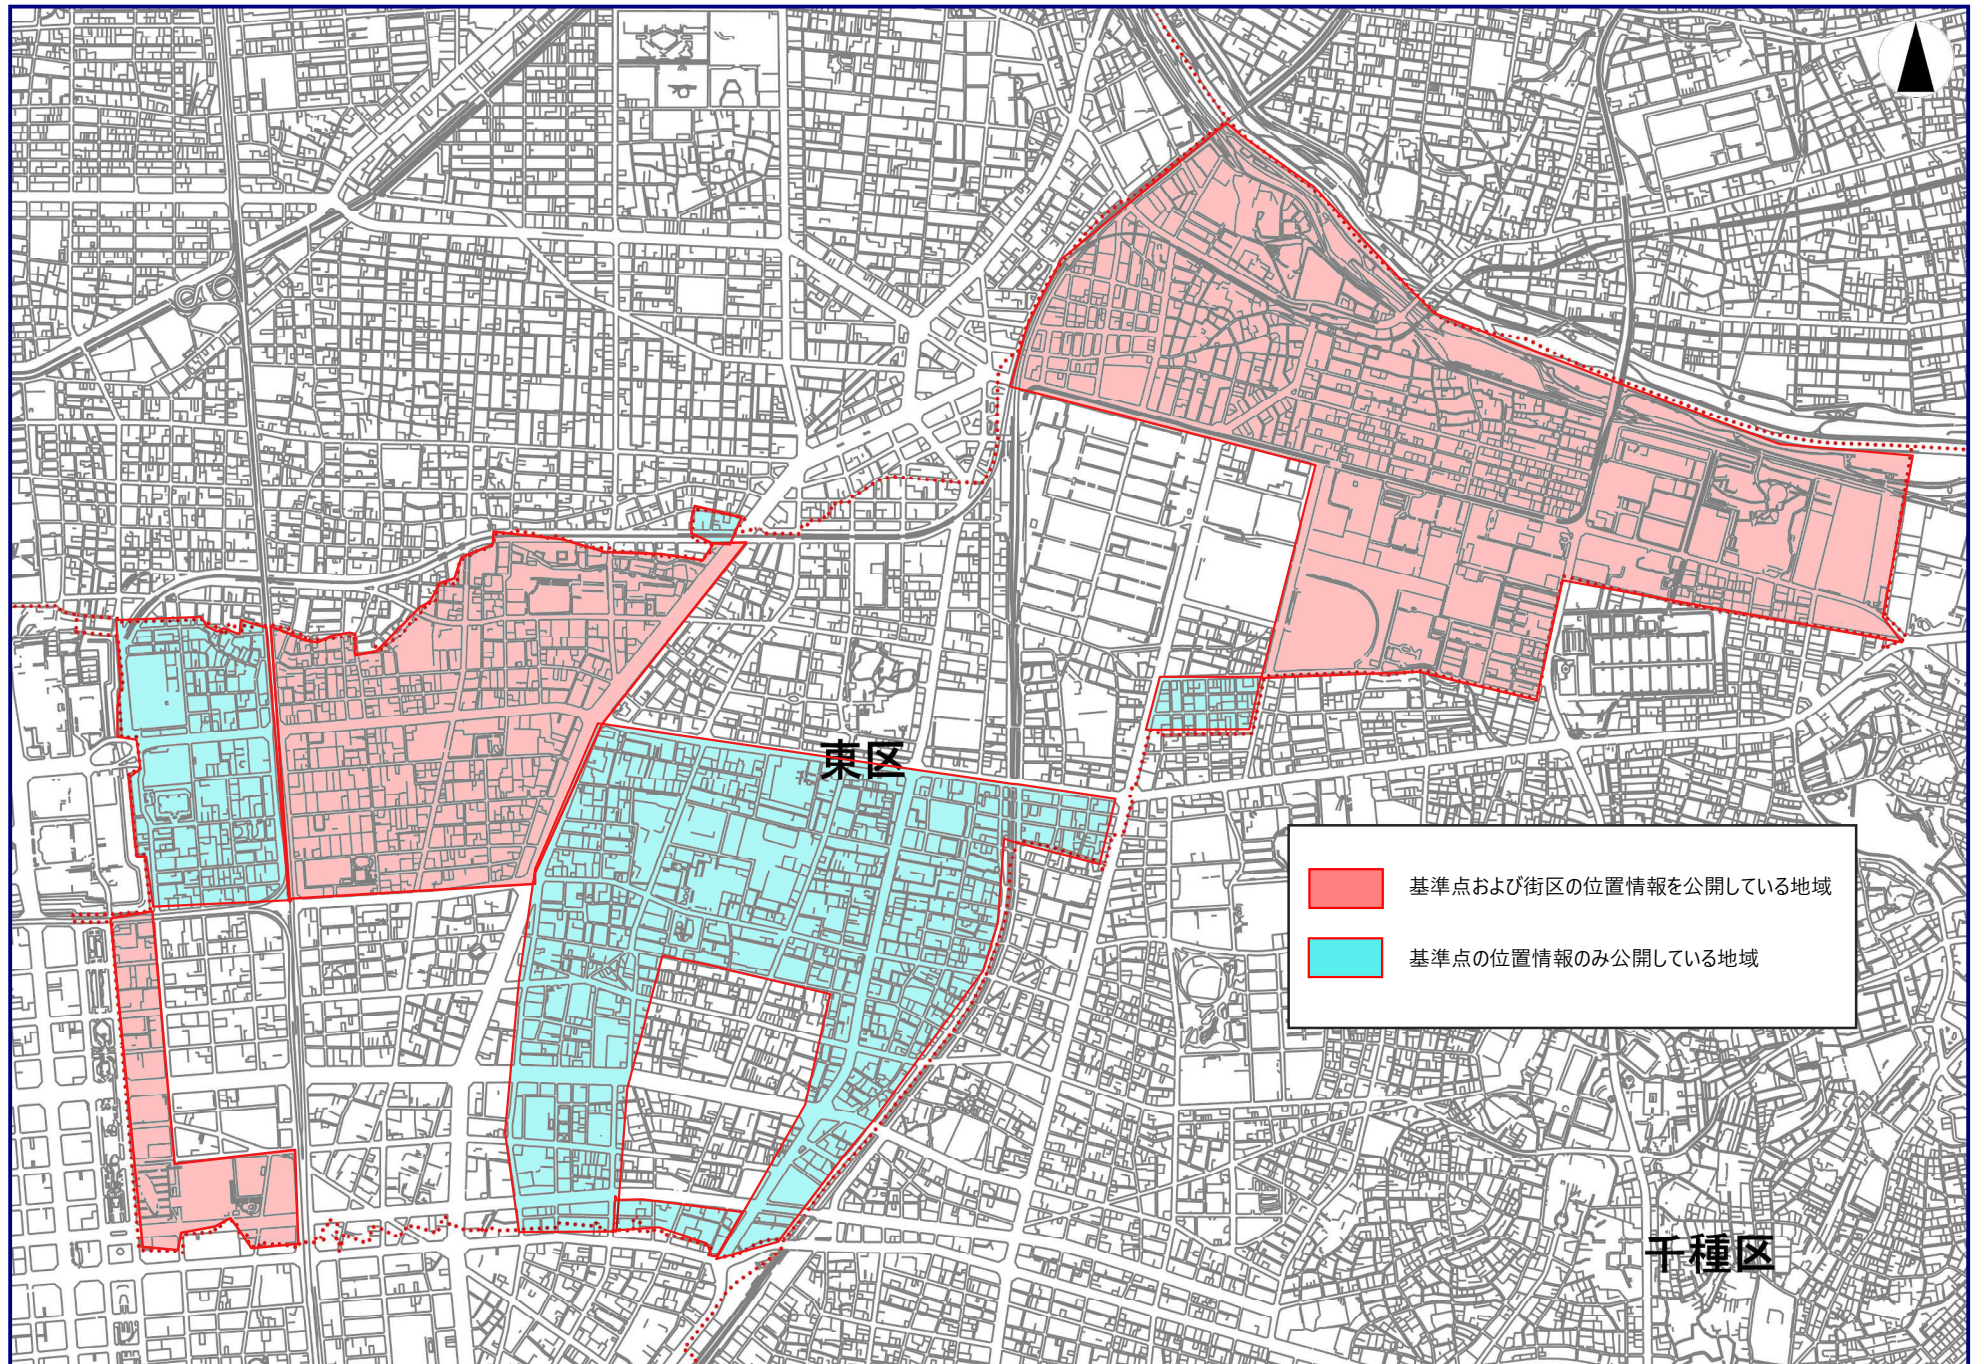 東区
基準点および街区の位置情報を公開している地域
基準点の位置情報のみ公開している地域
千種区